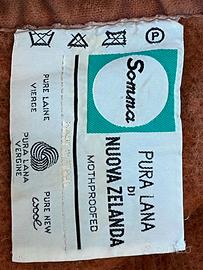 P
Somma
PURA LANA
DI
NUOVA ZELANDA
MOTHPROOFED
PURE LAINE
VIERGE
PURA LANA
VERGINE
PURE NEW
wool